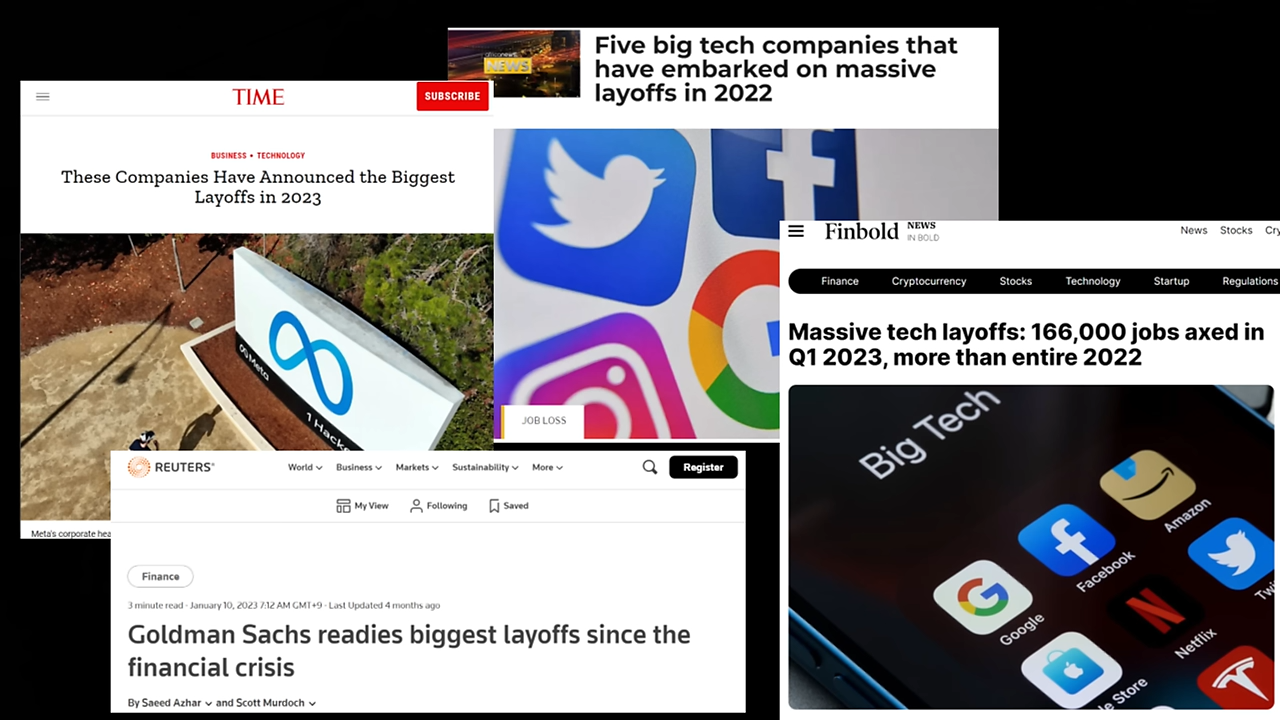 NEWS
Five big tech companies that
have embarked on massive
layoffs in 2022
JOB LOSS
TIME
SUBSCRIBE
BUSINESS • TECHNOLOGY
These Companies Have Announced the Biggest
Layoffs in 2023
Meta
1 Hacke
Meta's corporate hea
Finbold NEWS
IN BOLD
News Stocks Cry
Finance Cryptocurrency Stocks Technology Startup Regulations
Massive tech layoffs: 166,000 jobs axed in
Q1 2023, more than entire 2022
Big Tech
Amazon
Facebook
Google
Twi
Netflix
le Store
REUTERS®
World Business Markets Sustainability More
Register
My View Following Saved
Finance
3 minute read · January 10, 2023 7:12 AM GMT+9 · Last Updated 4 months ago
Goldman Sachs readies biggest layoffs since the
financial crisis
By Saeed Azhar and Scott Murdoch